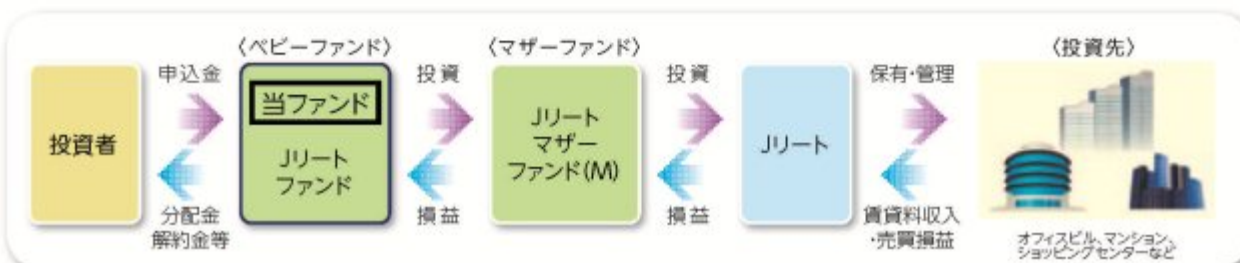 〈ベビーファンド〉
〈マザーファンド〉
〈投資先〉
投資者
申込金
分配金
解約金等
当ファンド
Jリート
ファンド
投資
損益
Jリート
マザー
ファンド(M)
投資
損益
Jリート
保有・管理
賃貸料収入
・売買損益
オフィスビル、マンション、
ショッピングセンターなど